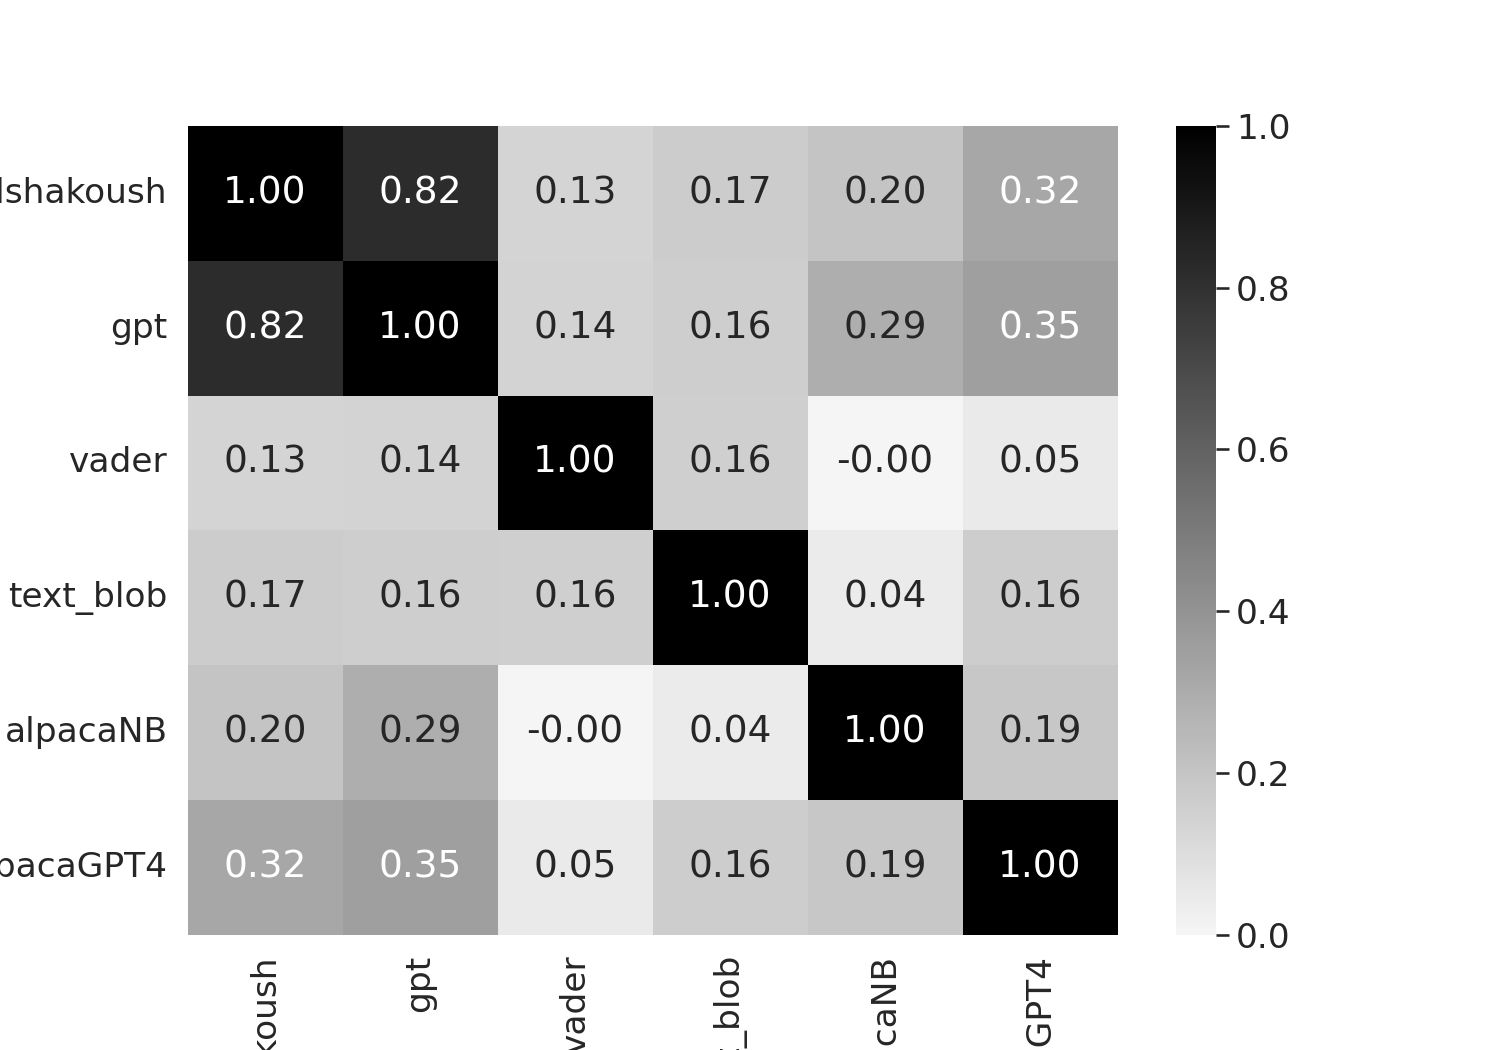 1.0
lshakoush 1.00 0.82 0.13 0.17 0.20 0.32
0.8
gpt 0.82 1.00 0.14 0.16 0.29 0.35
vader 0.13 0.14 1.00 0.16 -0.00 0.05
0.6
text_blob 0.17 0.16 0.16 1.00 0.04 0.16
0.4
alpacaNB 0.20 0.29 -0.00 0.04 1.00 0.19
0.2
pacaGPT4 0.32 0.35 0.05 0.16 0.19 1.00
0.0
koush
gpt
vader
t_blob
caNB
GPT4